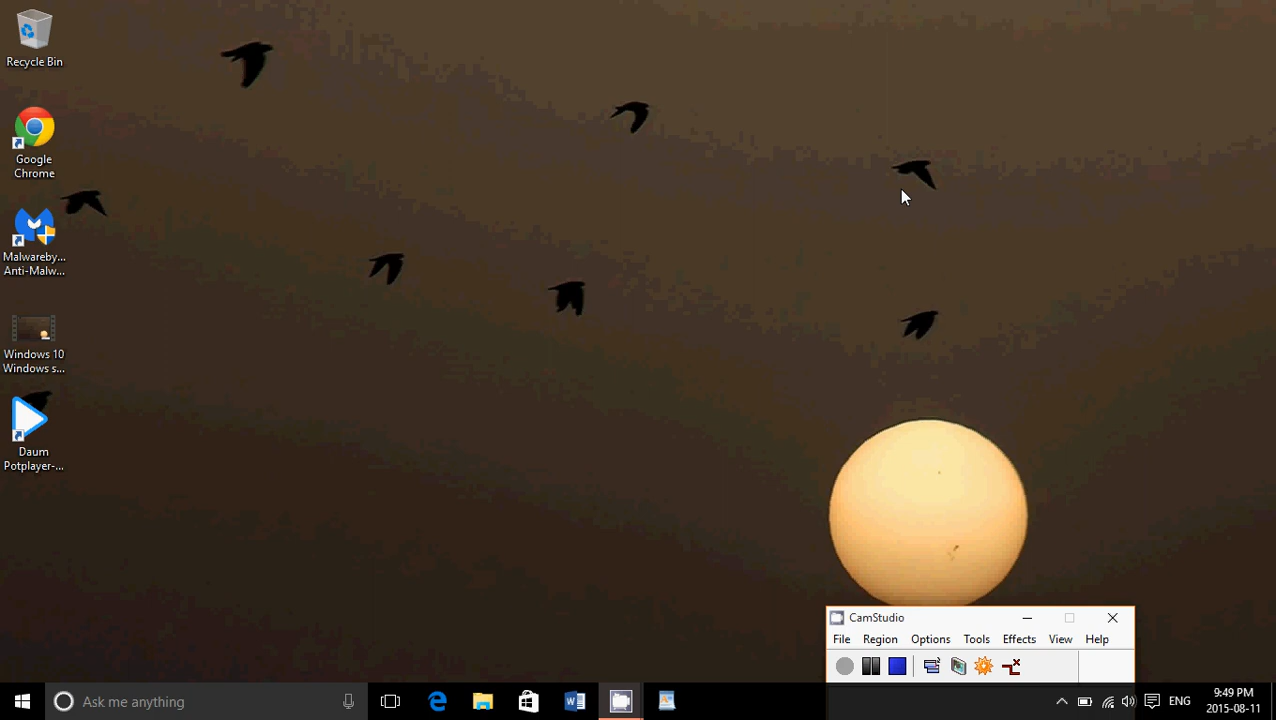 Recycle Bin
Google
Chrome
Malwareby...
Anti-Malw...
Windows 10
Windows s...
Daum
Potplayer-...
CamStudio
File Region Options Tools Effects View Help
Ask me anything
ENG
9:49 PM
2015-08-11